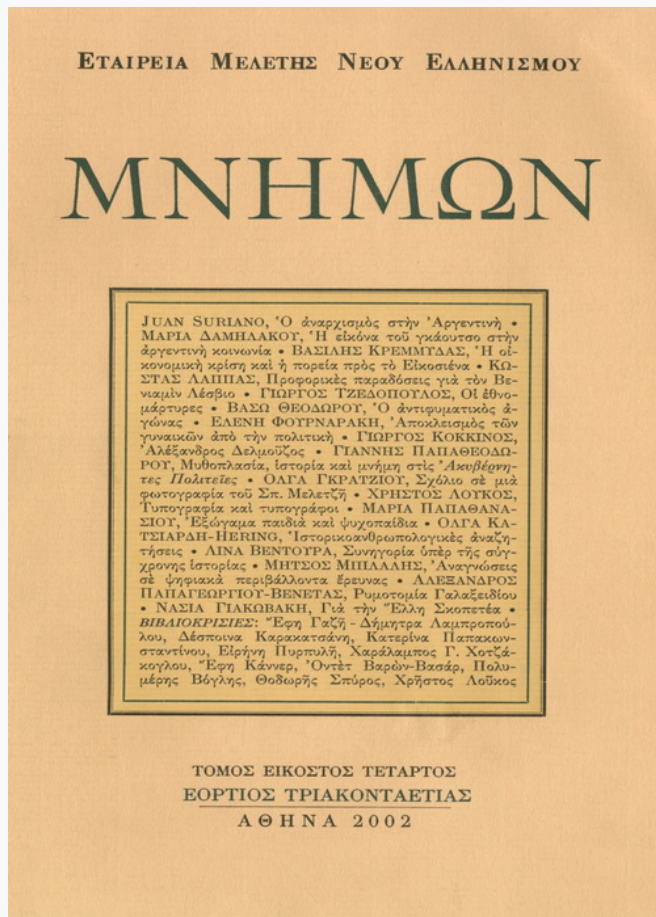 ΕΤΑΙΡΕΙΑ ΜΕΛΕΤΗΣ ΝΕΟΥ ΕΛΛΗΝΙΣΜΟΥ
ΜΝΗΜΩΝ
JUAN SURIANO, Ὁ ἀναρχισμὸς στὴν Ἀργεντινὴ •
ΜΑΡΙΑ ΔΑΜΗΛΑΚΟΥ, Ἡ εἰκόνα τοῦ γκάουτσο στὴν
ἀργεντινὴ κοινωνία • ΒΑΣΙΛΗΣ ΚΡΕΜΜΥΔΑΣ, Ἡ οἰ-
κονομικὴ κρίση καὶ ἡ πορεία πρὸς τὸ Εἰκοσιένα • ΚΩ-
ΣΤΑΣ ΛΑΠΠΑΣ, Προφορικὲς παραδόσεις γιὰ τὸν Βε-
νιαμὶν Λέσβιο • ΓΙΩΡΓΟΣ ΤΖΕΔΟΠΟΥΛΟΣ, Οἱ ἐθνο-
μάρτυρες • ΒΑΣΩ ΘΕΟΔΩΡΟΥ, Ὁ ἀντιφυματικὸς ἀ-
γώνας • ΕΛΕΝΗ ΦΟΥΡΝΑΡΑΚΗ, Ἀποκλεισμὸς τῶν
γυναικῶν ἀπὸ τὴν πολιτικὴ • ΓΙΩΡΓΟΣ ΚΟΚΚΙΝΟΣ,
Ἀλέξανδρος Δελμοῦζος • ΓΙΑΝΝΗΣ ΠΑΠΑΘΕΟΔΩ-
ΡΟΥ, Μυθοπλασία, ἱστορία καὶ μνήμη στὶς Ἀκυβέρνη-
τες Πολιτεῖες • ΟΛΓΑ ΓΚΡΑΤΖΙΟΥ, Σχόλιο σὲ μιὰ
φωτογραφία τοῦ Σπ. Μελετζῆ • ΧΡΗΣΤΟΣ ΛΟΥΚΟΣ,
Τυπογραφία καὶ τυπογράφοι • ΜΑΡΙΑ ΠΑΠΑΘΑΝΑ-
ΣΙΟΥ, Ἐξώγαμα παιδιὰ καὶ ψυχοπαίδια • ΟΛΓΑ ΚΑ-
ΤΣΙΑΡΔΗ-HERING, Ἱστορικοανθρωπολογικὲς ἀναζη-
τήσεις • ΛΙΝΑ ΒΕΝΤΟΥΡΑ, Συνηγορία ὑπὲρ τῆς σύγ-
χρονης ἱστορίας • ΜΗΤΣΟΣ ΜΠΙΛΑΛΗΣ, Ἀναγνώσεις
σὲ ψηφιακὰ περιβάλλοντα ἔρευνας • ΑΛΕΞΑΝΔΡΟΣ
ΠΑΠΑΓΕΩΡΓΙΟΥ-ΒΕΝΕΤΑΣ, Ρυμοτομία Γαλαξειδίου
• ΝΑΣΙΑ ΓΙΑΚΩΒΑΚΗ, Γιὰ τὴν Ἕλλη Σκοπετέα •
ΒΙΒΛΙΟΚΡΙΣΙΕΣ: Ἔφη Γαζῆ - Δήμητρα Λαμπροπού-
λου, Δέσποινα Καρακατσάνη, Κατερίνα Παπακων-
σταντίνου, Εἰρήνη Πυρπυλῆ, Χαράλαμπος Γ. Χοτζά-
κογλου, Ἔφη Κάννερ, Ὀντὲτ Βαρὼν-Βασάρ, Πολυ-
μέρης Βόγλης, Θοδωρῆς Σπύρος, Χρῆστος Λοῦκος
ΤΟΜΟΣ ΕΙΚΟΣΤΟΣ ΤΕΤΑΡΤΟΣ
ΕΟΡΤΙΟΣ ΤΡΙΑΚΟΝΤΑΕΤΙΑΣ
ΑΘΗΝΑ 2002